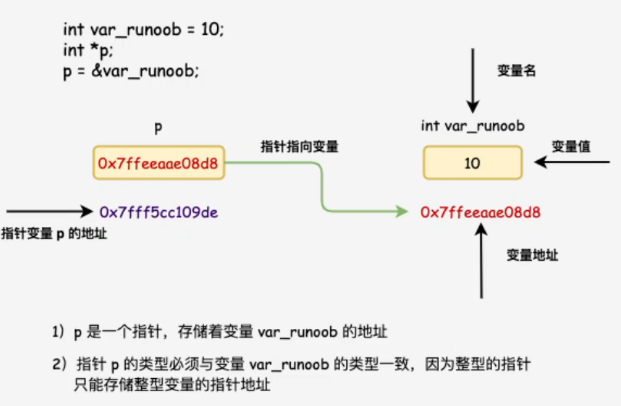 int var_runoob = 10;
int *p;
p = &var_runoob;
变量名
p
int var_runoob
指针指向变量
变量值
0x7ffeeaae08d8
10
0x7fff5cc109de
0x7ffeeaae08d8
指针变量 p 的地址
变量地址
1）p 是一个指针，存储着变量 var_runoob 的地址
2）指针 p 的类型必须与变量 var_runoob 的类型一致，因为整型的指针
只能存储整型变量的指针地址